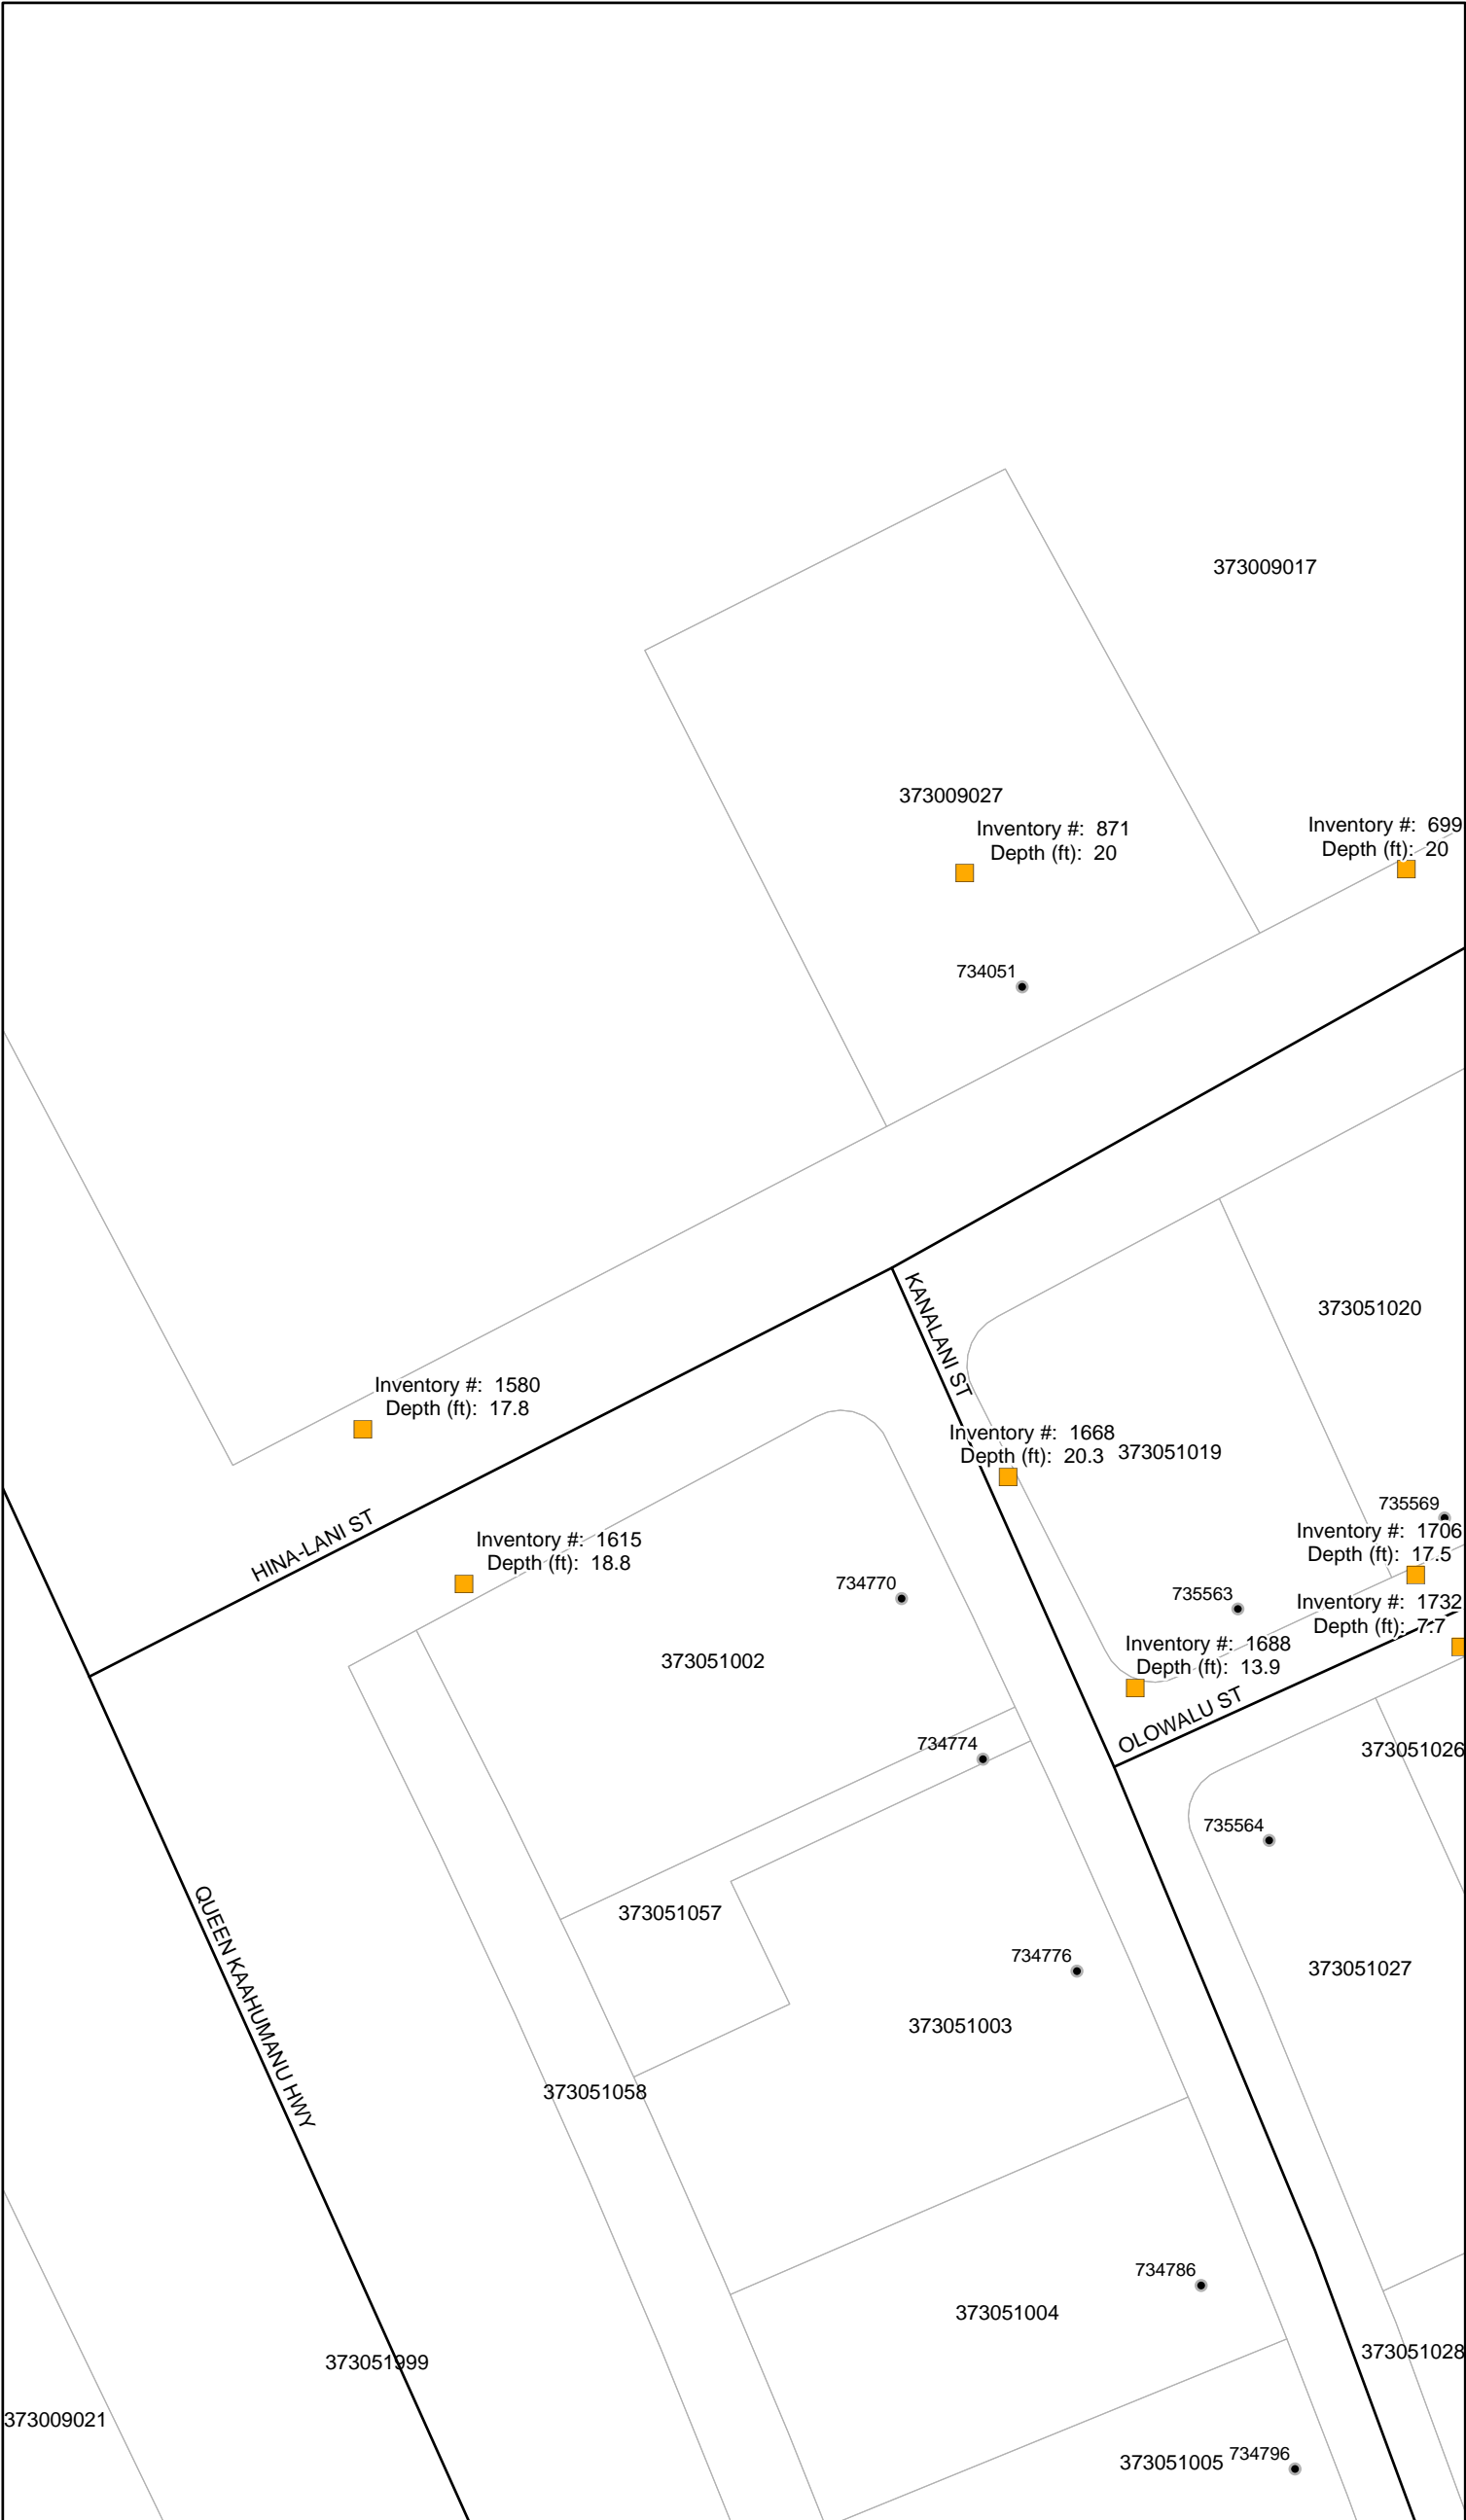 373009017
373009027
Inventory #: 871
Depth (ft): 20
Inventory #: 699
Depth (ft): 20
734051
373051020
KANALANI ST
Inventory #: 1580
Depth (ft): 17.8
Inventory #: 1668
Depth (ft): 20.3
373051019
HINA-LANI ST
735569
Inventory #: 1706
Depth (ft): 17.5
Inventory #: 1615
Depth (ft): 18.8
734770
735563
Inventory #: 1732
Depth (ft): 7.7
Inventory #: 1688
Depth (ft): 13.9
373051002
OLOWALU ST
734774
373051026
735564
373051057
QUEEN KAAHUMANU HWY
734776
373051027
373051003
373051058
734786
373051004
373051028
373051999
373009021
373051005
734796